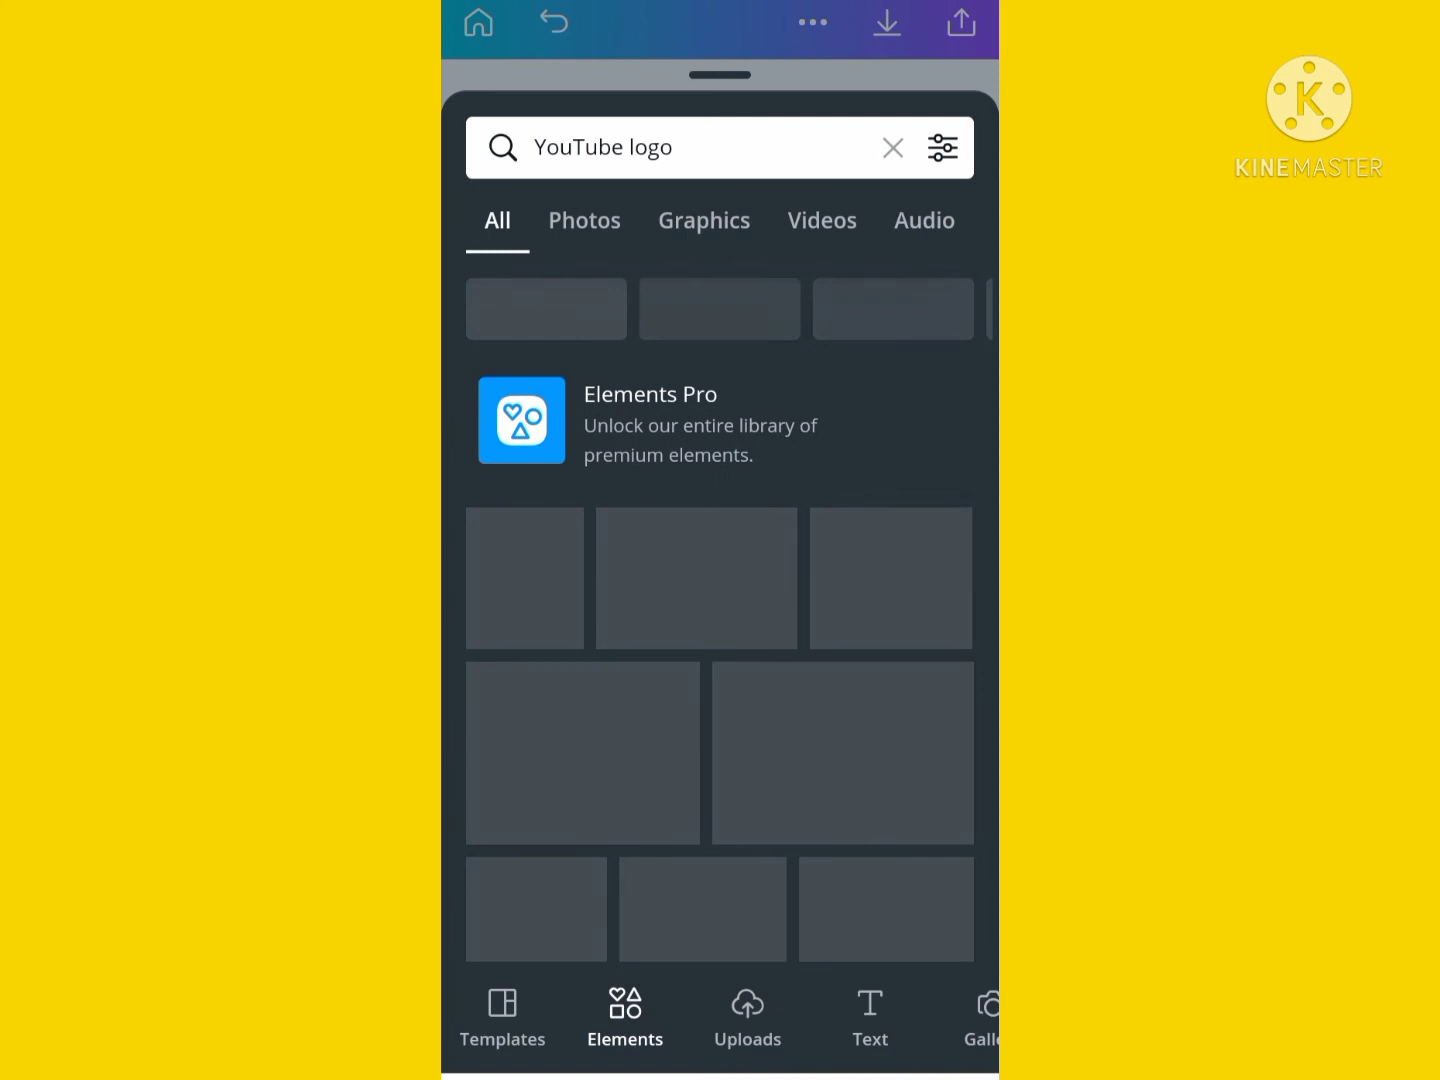 YouTube logo
KINEMASTER
All Photos Graphics Videos Audio
Elements Pro
Unlock our entire library of
premium elements.
Templates Elements Uploads Text Gall